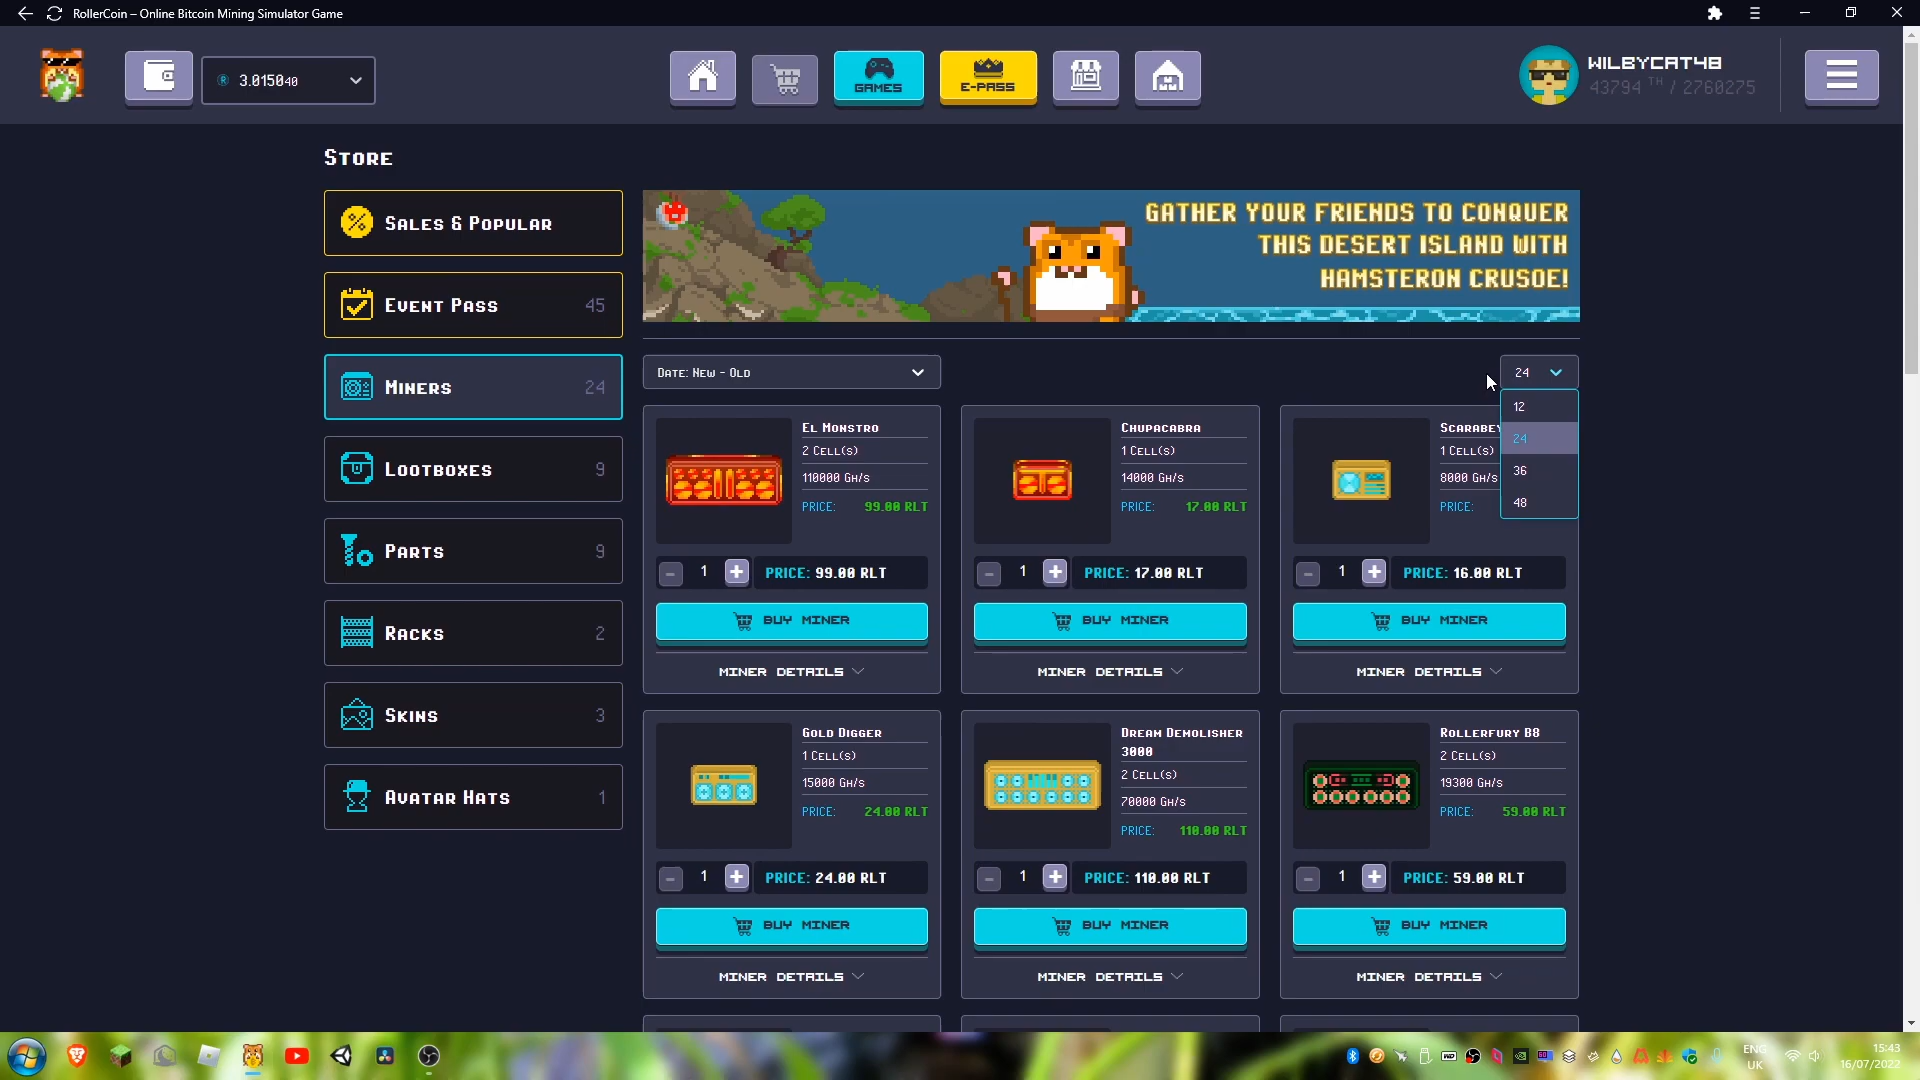 RollerCoin – Online Bitcoin Mining Simulator Game
3.015040
GAMES
E-PASS
WILBYCAT48
43794 TH / 2760275
Store
Sales & Popular
Event Pass 45
Miners 24
Lootboxes 9
Parts 9
Racks 2
Skins 3
Avatar Hats 1
GATHER YOUR FRIENDS TO CONQUER
THIS DESERT ISLAND WITH
HAMSTERON CRUSOE!
Date: New - Old
24
12
24
36
48
El Monstro
2 Cell(s)
110000 Gh/s
PRICE: 99.00 RLT
1 PRICE: 99.00 RLT
BUY MINER
MINER DETAILS
Chupacabra
1 Cell(s)
14000 Gh/s
PRICE: 17.00 RLT
1 PRICE: 17.00 RLT
BUY MINER
MINER DETAILS
Scarabey
1 Cell(s)
8000 Gh/s
PRICE:
1 PRICE: 16.00 RLT
BUY MINER
MINER DETAILS
Gold Digger
1 Cell(s)
15000 Gh/s
PRICE: 24.00 RLT
1 PRICE: 24.00 RLT
BUY MINER
MINER DETAILS
Dream Demolisher
3000
2 Cell(s)
70000 Gh/s
PRICE: 110.00 RLT
1 PRICE: 110.00 RLT
BUY MINER
MINER DETAILS
Rollerfury B8
2 Cell(s)
19300 Gh/s
PRICE: 59.00 RLT
1 PRICE: 59.00 RLT
BUY MINER
MINER DETAILS
ENG
UK
15:43
16/07/2022